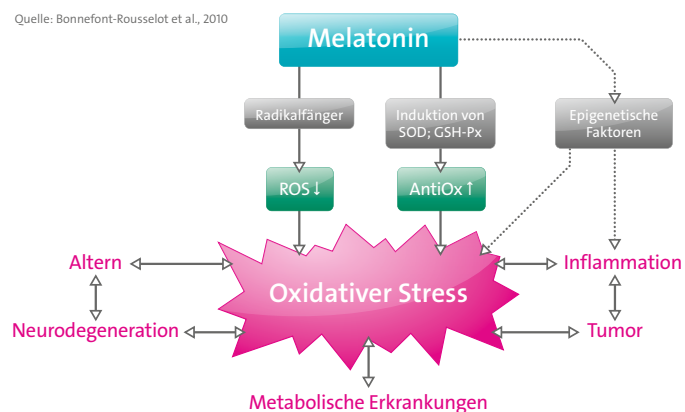 Quelle: Bonnefont-Rousselot et al., 2010
Melatonin
Radikalfänger
Induktion von
SOD; GSH-Px
Epigenetische
Faktoren
ROS ↓
AntiOx ↑
Altern
Inflammation
Oxidativer Stress
Neurodegeneration
Tumor
Metabolische Erkrankungen